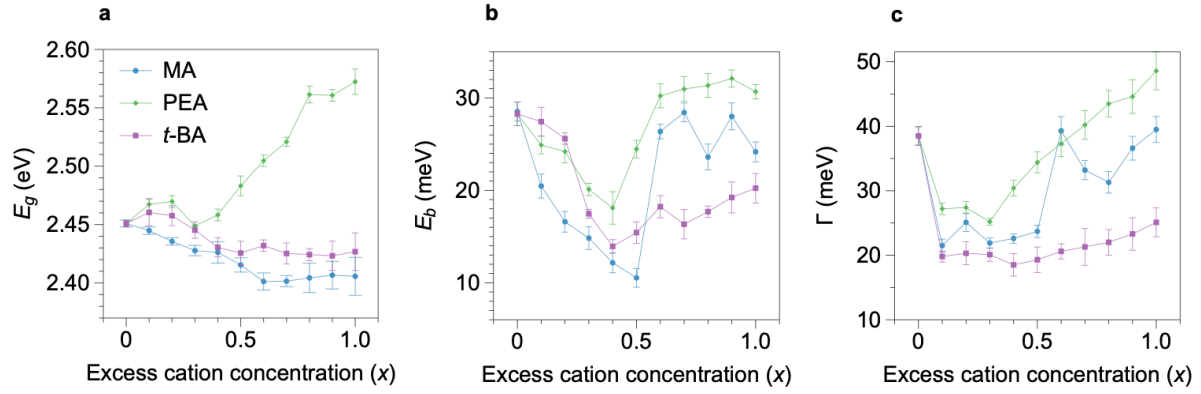 a
2.60
2.55
2.50
2.45
2.40
E_g (eV)
MA
PEA
t-BA
0
0.5
1.0
Excess cation concentration (x)
b
30
20
10
E_b (meV)
0
0.5
1.0
Excess cation concentration (x)
c
50
40
30
20
10
Γ (meV)
0
0.5
1.0
Excess cation concentration (x)